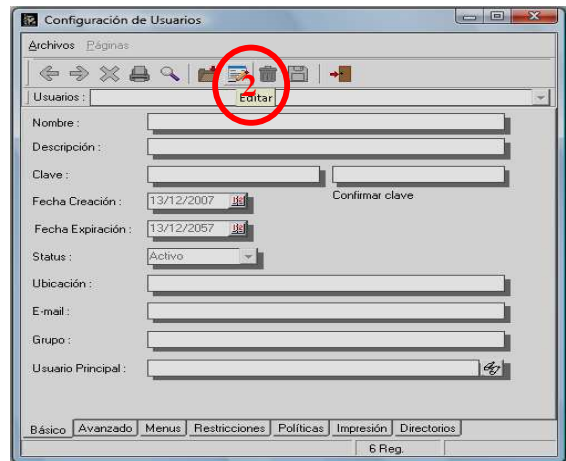 Configuración de Usuarios
Archivos Páginas
2
Usuarios :
Editar
Nombre :
Descripción :
Clave :
Confirmar clave
Fecha Creación : 13/12/2007
Fecha Expiración : 13/12/2057
Status : Activo
Ubicación :
E-mail :
Grupo :
Usuario Principal :
Básico Avanzado Menus Restricciones Políticas Impresión Directorios
6 Reg.